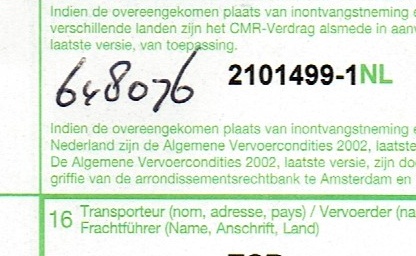 Indien de overeengekomen plaats van inontvangstneming e
verschillende landen zijn het CMR-Verdrag alsmede in aanv
laatste versie, van toepassing.
648076
2101499-1NL
Indien de overeengekomen plaats van inontvangstneming e
Nederland zijn de Algemene Vervoercondities 2002, laatste
De Algemene Vervoercondities 2002, laatste versie, zijn do
griffie van de arrondissementsrechtbank te Amsterdam en
16 Transporteur (nom, adresse, pays) / Vervoerder (na
Frachtführer (Name, Anschrift, Land)